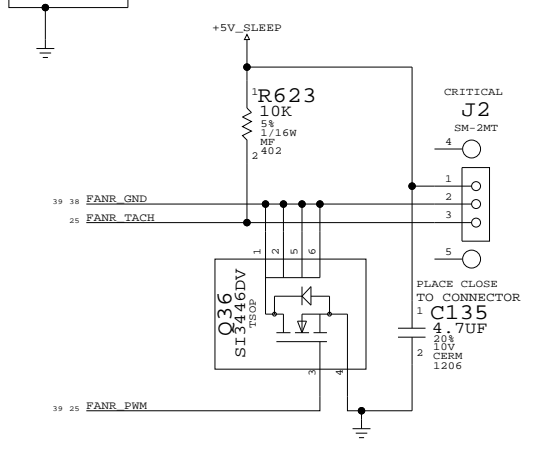 +5V_SLEEP
1
R623
10K
5%
1/16W
MF
402
2
CRITICAL
J2
SM-2MT
4
1
39 38 FANR_GND
2
25 FANR_TACH
3
1 2 5 6
5
PLACE CLOSE
TO CONNECTOR
Q36
SI3446DV
TSOP
1
C135
4.7UF
20%
10V
CERM
1206
2
3 4
39 25 FANR_PWM